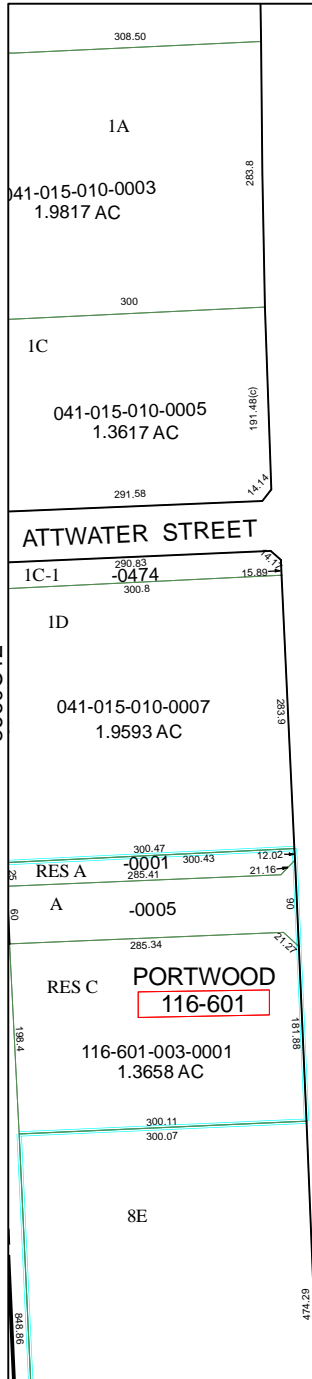 308.50
1A
283.8
041-015-010-0003
1.9817 AC
300
1C
191.48(c)
041-015-010-0005
1.3617 AC
14.14
291.58
ATTWATER STREET
290.83
1C-1
-0474
15.89
300.8
1D
283.9
041-015-010-0007
1.9593 AC
300.47
RES A
-0001
300.43
12.02
25
285.41
21.16
A
-0005
60
90
285.34
21.27
RES C
PORTWOOD
116-601
198.4
181.88
116-601-003-0001
1.3658 AC
300.11
300.07
8E
474.29
848.86